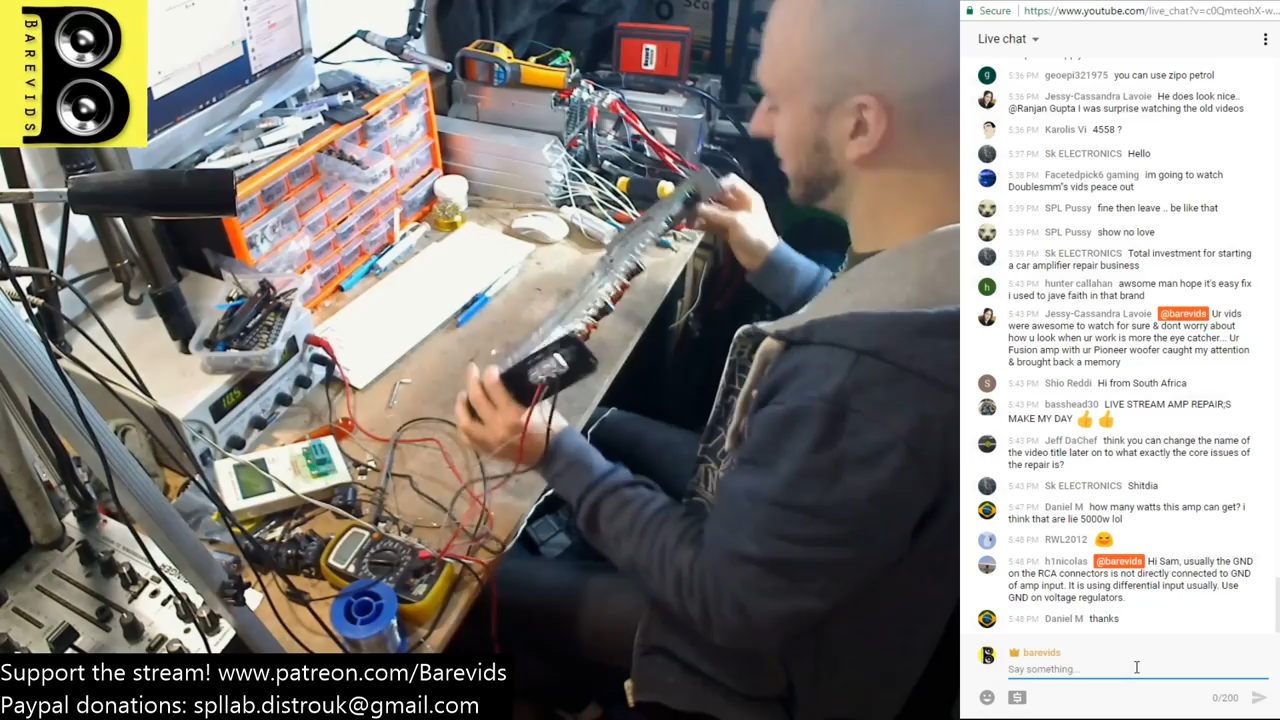 BAREVIDS
B
Secure https://www.youtube.com/live_chat?v=c0QmteohX-w...
Live chat
5:36 PM geoepi321975 you can use zipo petrol
5:36 PM Jessy-Cassandra Lavoie He does look nice..
@Ranjan Gupta I was surprise watching the old videos
5:36 PM Karolis Vi 4558 ?
5:37 PM Sk ELECTRONICS Hello
5:38 PM Facetedpick6 gaming im going to watch
Doublesmm"s vids peace out
5:39 PM SPL Pussy fine then leave .. be like that
5:39 PM SPL Pussy show no love
5:39 PM Sk ELECTRONICS Total investment for starting
a car amplifier repair business
5:43 PM hunter callahan awsome man hope it's easy fix
i used to jave faith in that brand
5:43 PM Jessy-Cassandra Lavoie @barevids Ur vids
were awesome to watch for sure & dont worry about
how u look when ur work is more the eye catcher... Ur
Fusion amp with ur Pioneer woofer caught my attention
& brought back a memory
5:43 PM Shio Reddi Hi from South Africa
5:43 PM basshead30 LIVE STREAM AMP REPAIR;S
MAKE MY DAY 👍 👍
5:43 PM Jeff DaChef think you can change the name of
the video title later on to what exactly the core issues of
the repair is?
5:43 PM Sk ELECTRONICS Shitdia
5:47 PM Daniel M how many watts this amp can get? i
think that are lie 5000w lol
5:48 PM RWL2012 😆
5:48 PM h1nicolas @barevids Hi Sam, usually the GND
on the RCA connectors is not directly connected to GND
of amp input. It is using differential input usually. Use
GND on voltage regulators.
5:48 PM Daniel M thanks
barevids
Say something...
0/200
Support the stream! www.patreon.com/Barevids
Paypal donations: spllab.distrouk@gmail.com